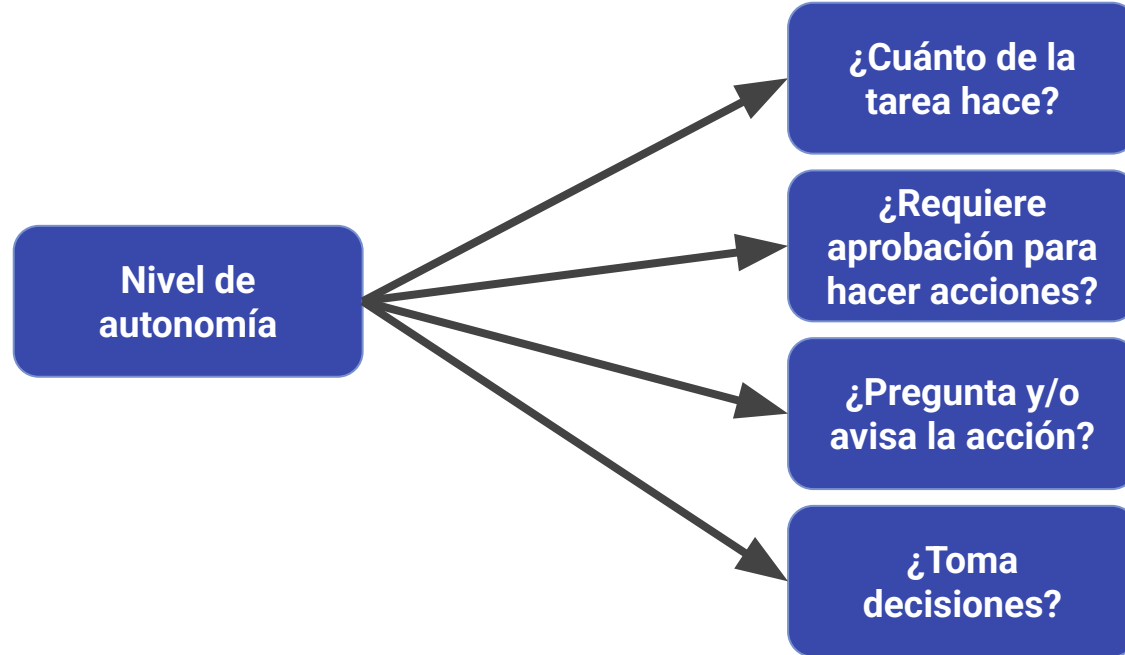 ¿Cuánto de la
tarea hace?
¿Requiere
aprobación para
hacer acciones?
Nivel de
autonomía
¿Pregunta y/o
avisa la acción?
¿Toma
decisiones?